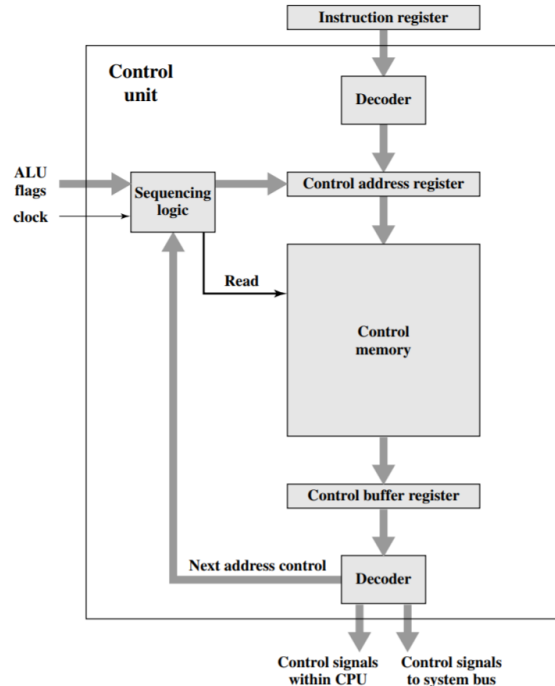 Instruction register
Control
unit
Decoder
ALU
flags
Sequencing
logic
Control address register
clock
Read
Control
memory
Control buffer register
Next address control
Decoder
Control signals
within CPU
Control signals
to system bus